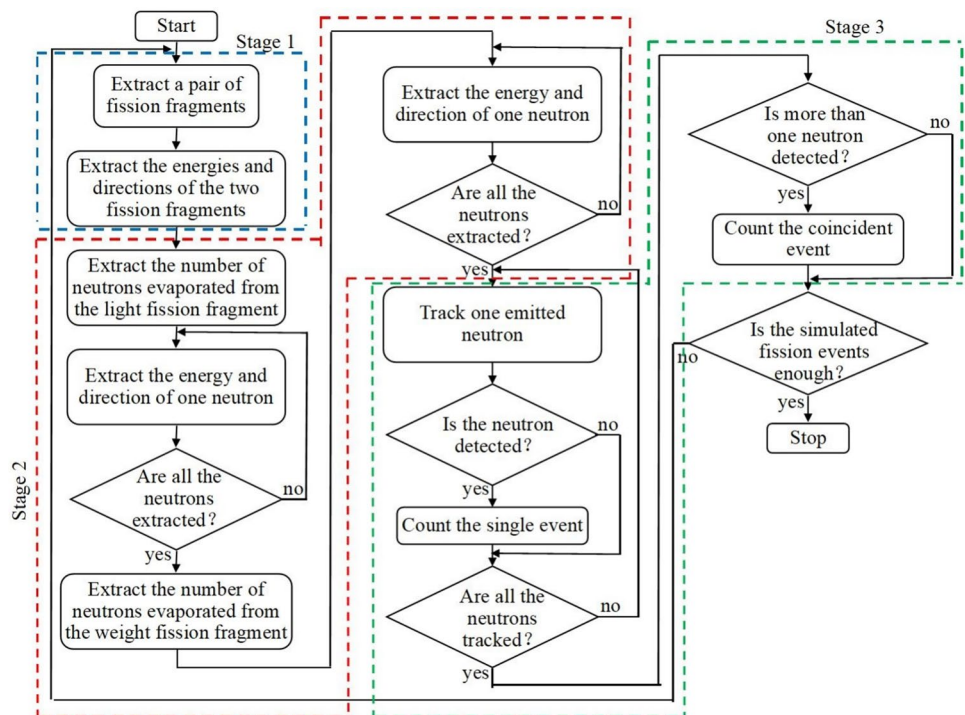 Start
Stage 1
Extract a pair of
fission fragments
Extract the energies and
directions of the two
fission fragments
Stage 2
Extract the number of
neutrons evaporated from
the light fission fragment
Extract the energy and
direction of one neutron
Are all the
neutrons
extracted?
no
yes
Extract the number of
neutrons evaporated from
the weight fission fragment
Extract the energy and
direction of one neutron
Are all the
neutrons
extracted?
no
yes
Track one emitted
neutron
Is the neutron
detected?
no
yes
Count the single event
Are all the
neutrons
tracked?
no
yes
Stage 3
Is more than
one neutron
detected?
no
yes
Count the coincident
event
Is the simulated
fission events
enough?
no
yes
Stop